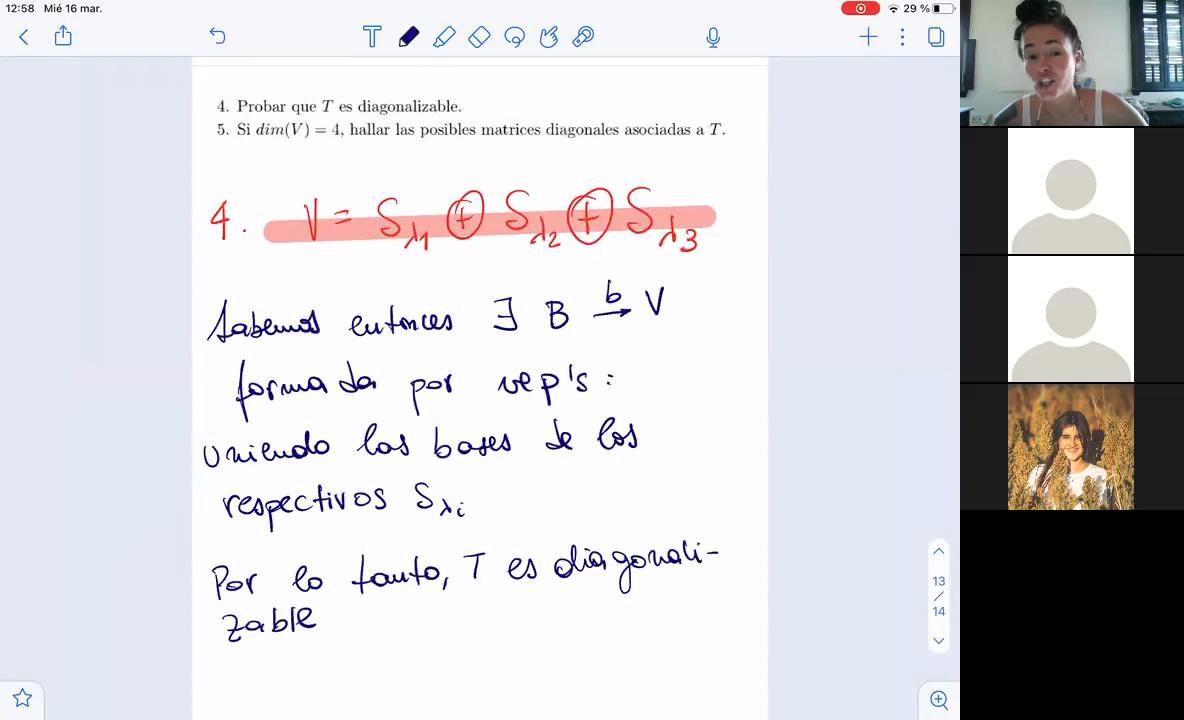 12:58 Mié 16 mar.
29 %
4. Probar que T es diagonalizable.
5. Si dim(V) = 4, hallar las posibles matrices diagonales asociadas a T.
4. V = Sλ1 ⊕ Sλ2 ⊕ Sλ3
Sabemos entonces ∃ B →b V
formada por vep's :
uniendo las bases de los
respectivos Sλi
Por lo tanto, T es diagonali-
zable
13
/
14